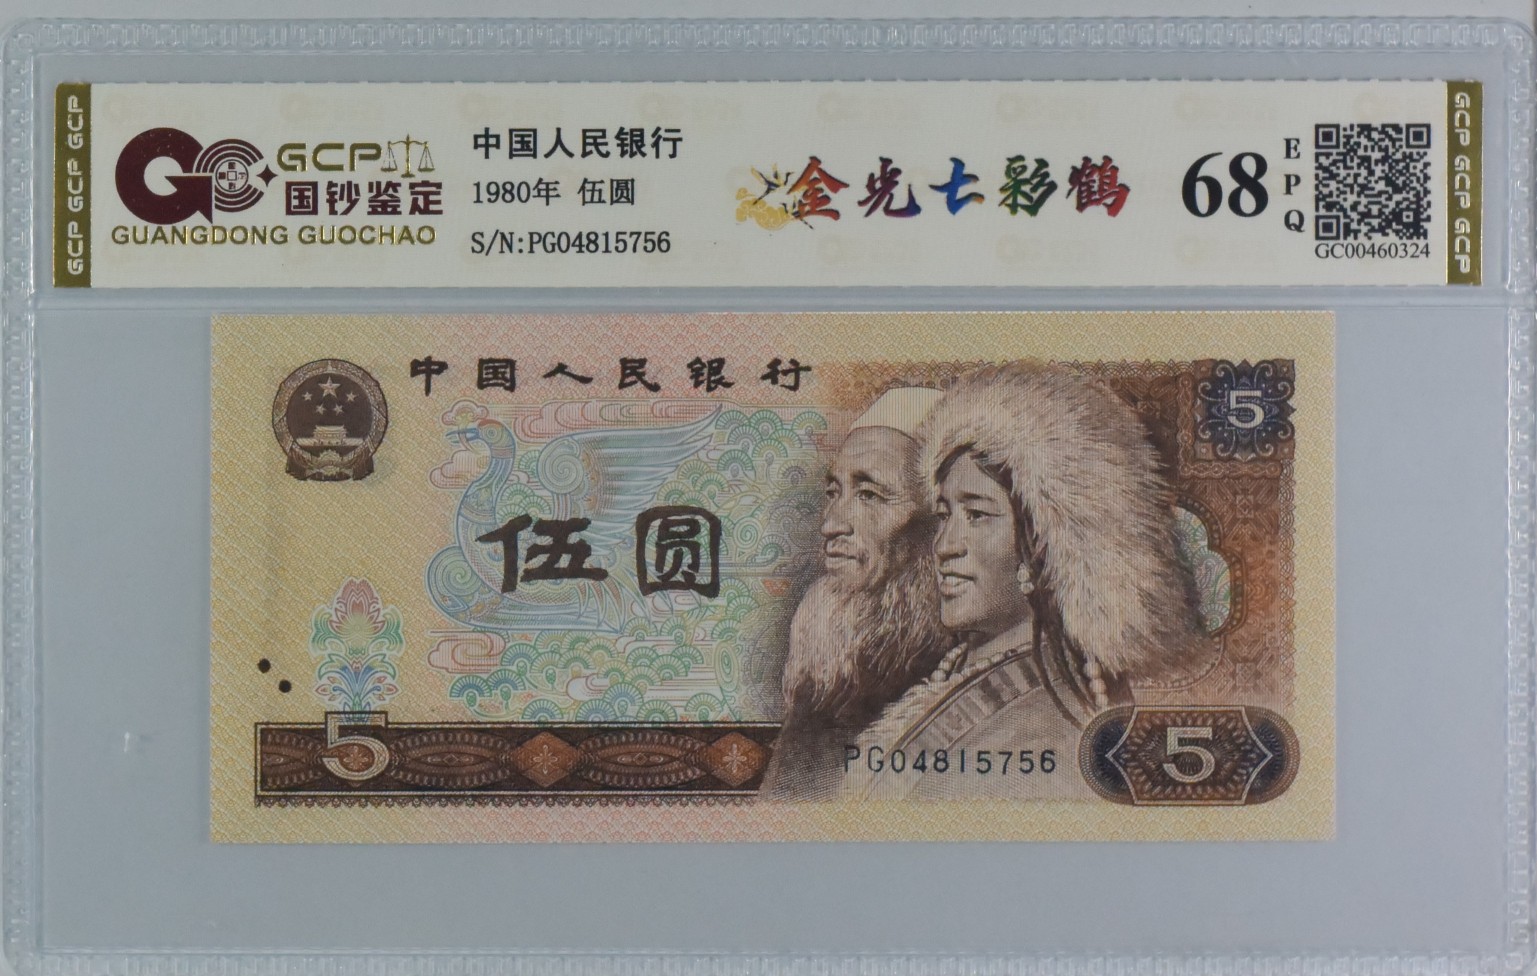 GCP GCP GCP
GCP
国钞鉴定
GUANGDONG GUOCHAO
中国人民银行
1980年 伍圆
S/N:PG04815756
金光七彩鹤
68
EPQ
GC00460324
GCP GCP GCP
中国人民银行
5
伍圆
5
PG04815756
5